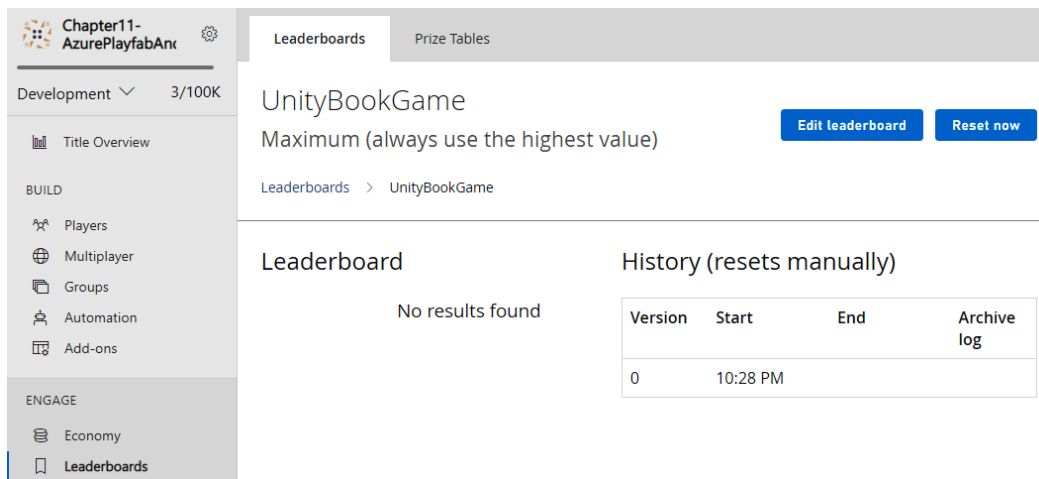 Chapter11-
AzurePlayfabAn
Development 3/100K
Title Overview
BUILD
Players
Multiplayer
Groups
Automation
Add-ons
ENGAGE
Economy
Leaderboards
Leaderboards Prize Tables
UnityBookGame
Maximum (always use the highest value)
Edit leaderboard Reset now
Leaderboards > UnityBookGame
Leaderboard
No results found
History (resets manually)
Version Start End Archive
log
0 10:28 PM